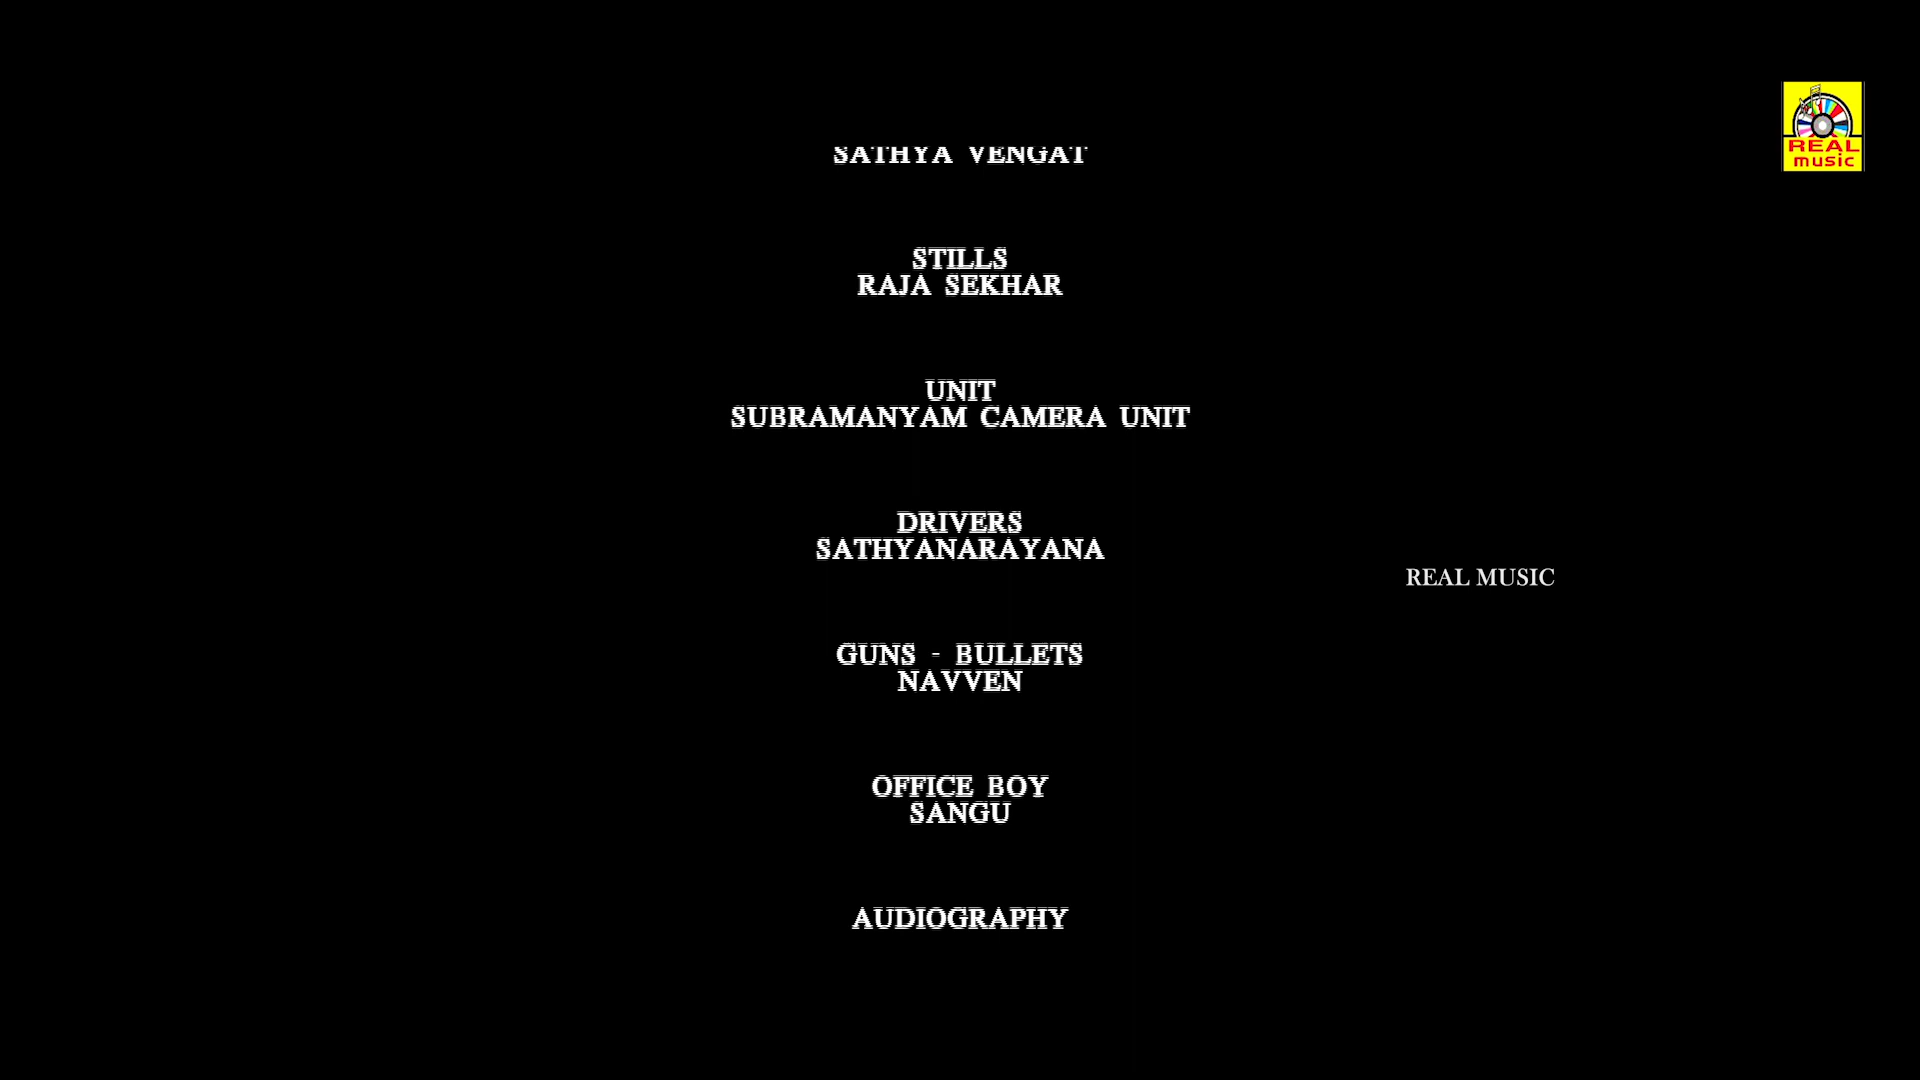 SATHYA VENGAT
STILLS
RAJA SEKHAR
UNIT
SUBRAMANYAM CAMERA UNIT
DRIVERS
SATHYANARAYANA
GUNS - BULLETS
NAVVEN
OFFICE BOY
SANGU
AUDIOGRAPHY
REAL MUSIC
REAL
music